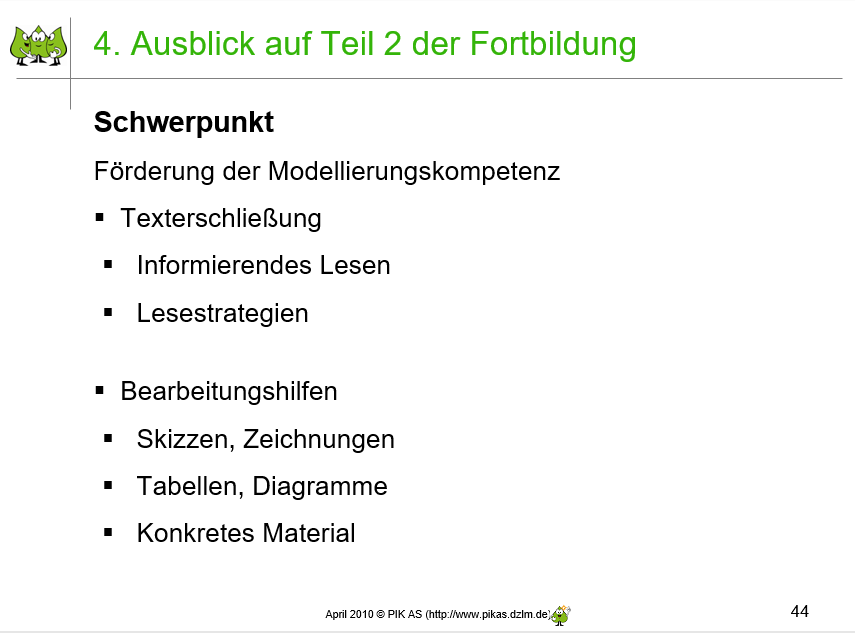 4. Ausblick auf Teil 2 der Fortbildung
Schwerpunkt
Förderung der Modellierungskompetenz
▪ Texterschließung
▪ Informierendes Lesen
▪ Lesestrategien
▪ Bearbeitungshilfen
▪ Skizzen, Zeichnungen
▪ Tabellen, Diagramme
▪ Konkretes Material
April 2010 © PIK AS (http://www.pikas.dzlm.de)
44